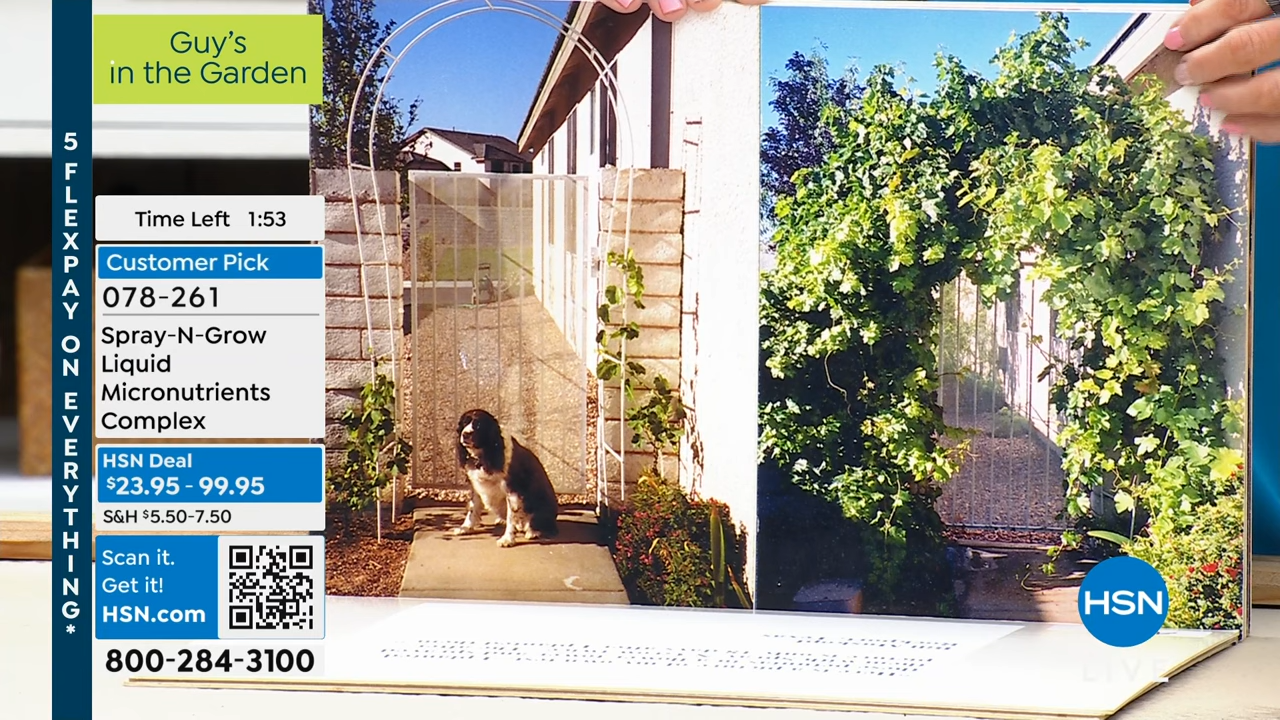 Guy's
in the Garden
5 FLEXPAY ON EVERYTHING*
Time Left 1:53
Customer Pick
078-261
Spray-N-Grow
Liquid
Micronutrients
Complex
HSN Deal
$23.95 - 99.95
S&H $5.50-7.50
Scan it.
Get it!
HSN.com
800-284-3100
HSN
LIVE